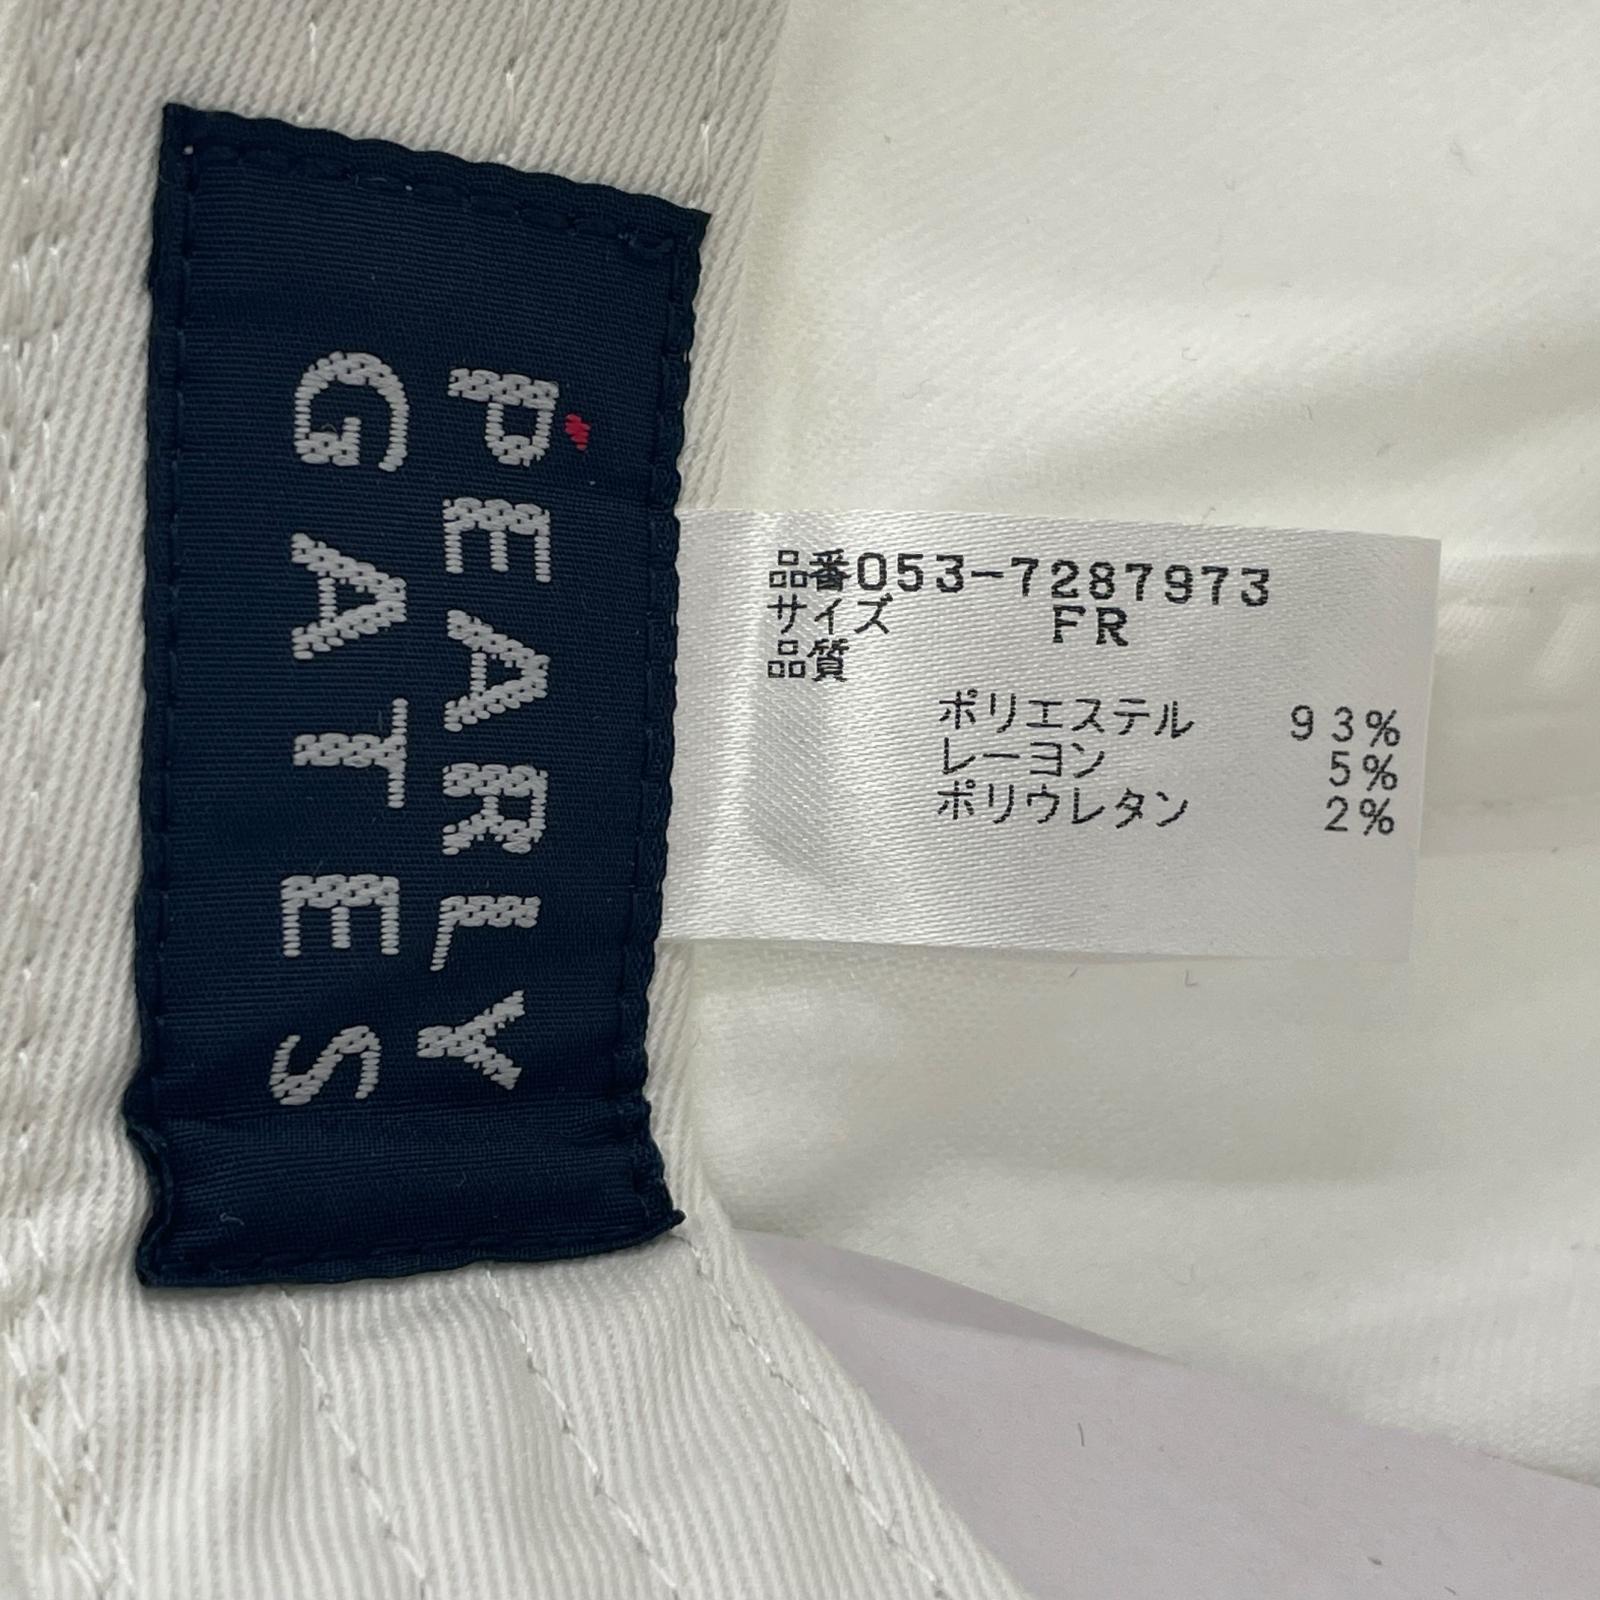 PEARLY
GATES
品番053-7287973
サイズ FR
品質
ポリエステル 93%
レーヨン 5%
ポリウレタン 2%